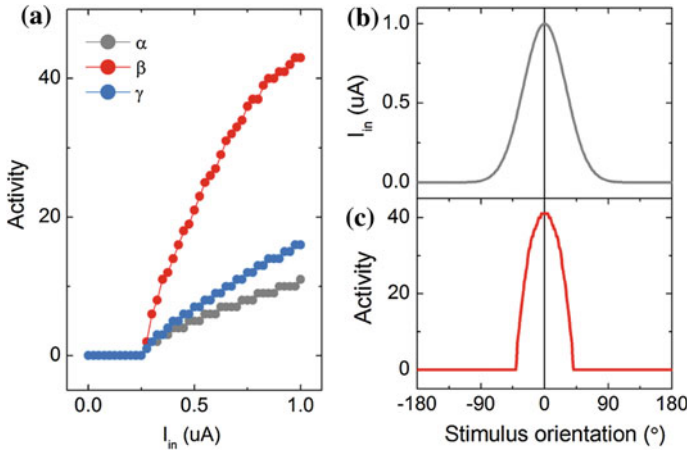 (a)
α
β
γ
Activity
40
20
0
0.0 0.5 1.0
I_in (uA)
(b)
I_in (uA)
1.0
0.5
0.0
(c)
Activity
40
20
0
-180 -90 0 90 180
Stimulus orientation (°)